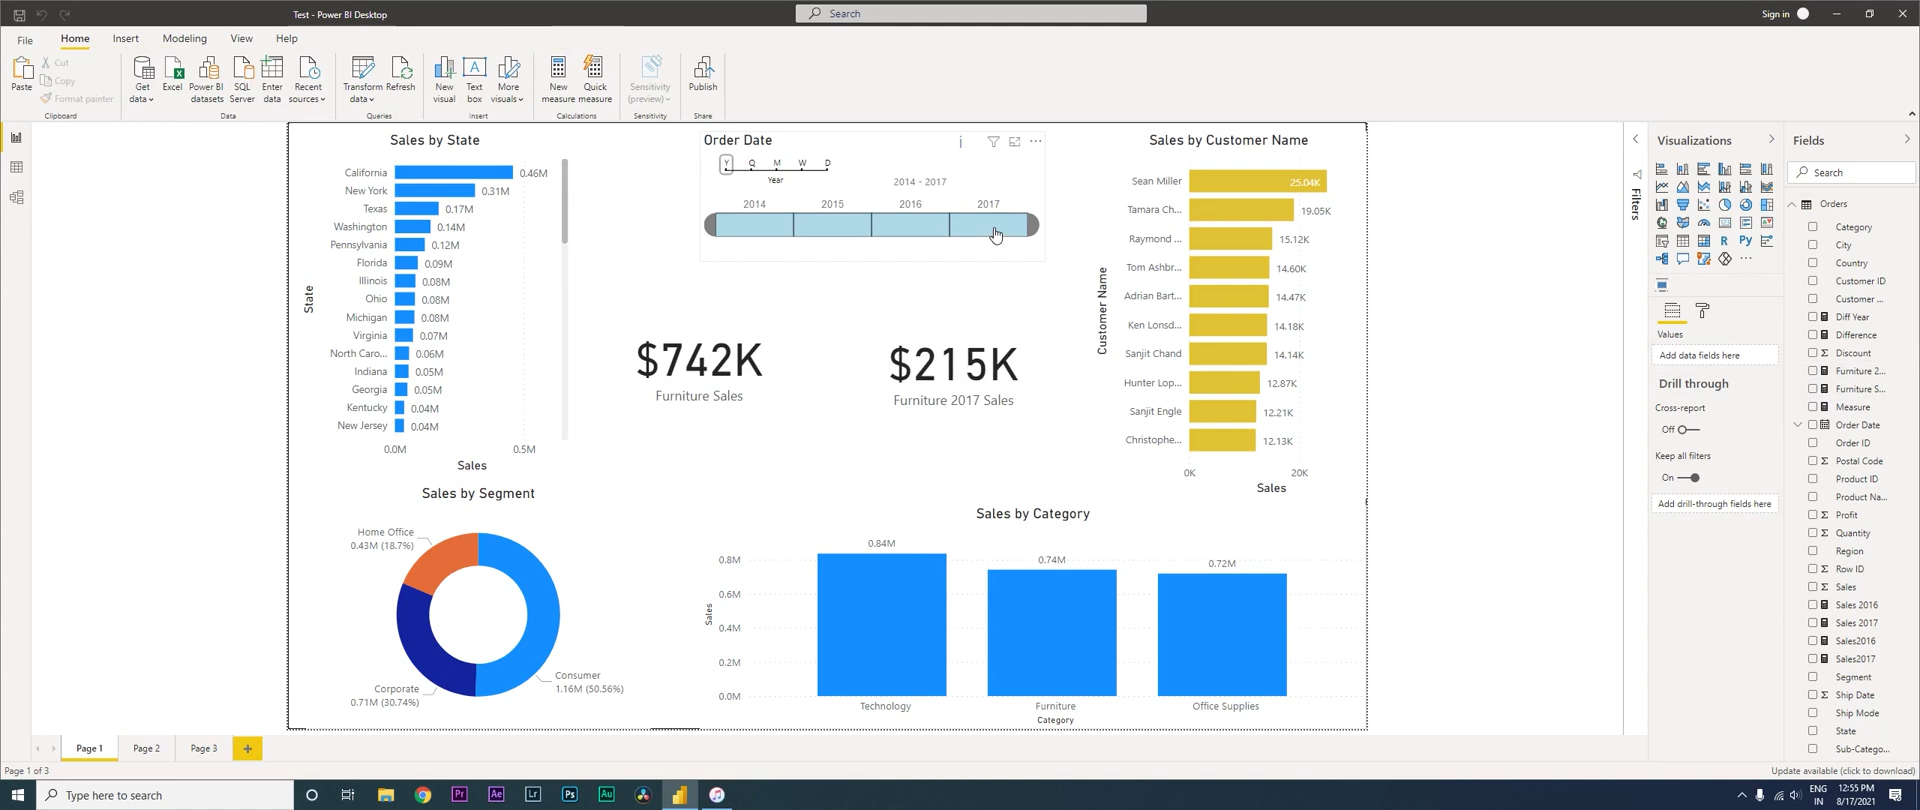 Test - Power BI Desktop
Search
Sign in
File
Home
Insert
Modeling
View
Help
Paste
Cut
Copy
Format painter
Clipboard
Get data
Excel
Power BI datasets
SQL Server
Enter data
Recent sources
Data
Transform data
Refresh
Queries
New visual
Text box
More visuals
Insert
New measure
Quick measure
Calculations
Sensitivity (preview)
Sensitivity
Publish
Share
Sales by State
State
California 0.46M
New York 0.31M
Texas 0.17M
Washington 0.14M
Pennsylvania 0.12M
Florida 0.09M
Illinois 0.08M
Ohio 0.08M
Michigan 0.08M
Virginia 0.07M
North Caro... 0.06M
Indiana 0.05M
Georgia 0.05M
Kentucky 0.04M
New Jersey 0.04M
0.0M 0.5M
Sales
Order Date
Y Q M W D
Year
2014 - 2017
2014 2015 2016 2017
$742K
Furniture Sales
$215K
Furniture 2017 Sales
Sales by Customer Name
Customer Name
Sean Miller 25.04K
Tamara Ch... 19.05K
Raymond ... 15.12K
Tom Ashbr... 14.60K
Adrian Bart... 14.47K
Ken Lonsd... 14.18K
Sanjit Chand 14.14K
Hunter Lop... 12.87K
Sanjit Engle 12.21K
Christophe... 12.13K
0K 20K
Sales
Sales by Segment
Home Office
0.43M (18.7%)
Consumer
1.16M (50.56%)
Corporate
0.71M (30.74%)
Sales by Category
0.84M
0.74M
0.72M
0.8M
0.6M
0.4M
0.2M
0.0M
Sales
Technology Furniture Office Supplies
Category
Filters
Visualizations
R Py
Values
Add data fields here
Drill through
Cross-report
Off
Keep all filters
On
Add drill-through fields here
Fields
Search
Orders
Category
City
Country
Customer ID
Customer ...
Diff Year
Difference
Discount
Furniture 2...
Furniture S...
Measure
Order Date
Order ID
Postal Code
Product ID
Product Na...
Profit
Quantity
Region
Row ID
Sales
Sales 2016
Sales 2017
Sales2016
Sales2017
Segment
Ship Date
Ship Mode
State
Sub-Catego...
Page 1
Page 2
Page 3
Page 1 of 3
Update available (click to download)
Type here to search
Pr
Ae
Lr
Ps
Au
ENG
IN
12:55 PM
8/17/2021